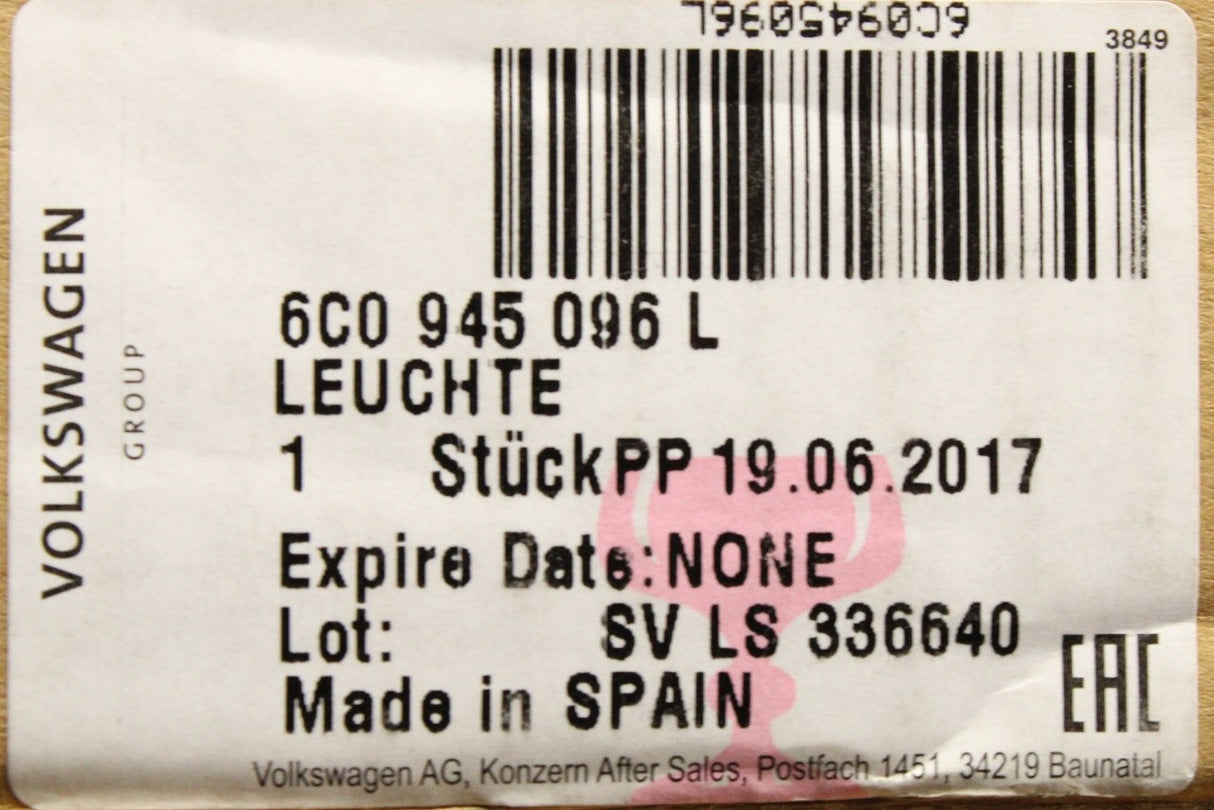 6C0945096L
3849
VOLKSWAGEN
GROUP
6C0 945 096 L
LEUCHTE
1 Stück PP 19.06.2017
Expire Date: NONE
Lot: SV LS 336640
Made in SPAIN
EAC
Volkswagen AG, Konzern After Sales, Postfach 1451, 34219 Baunatal